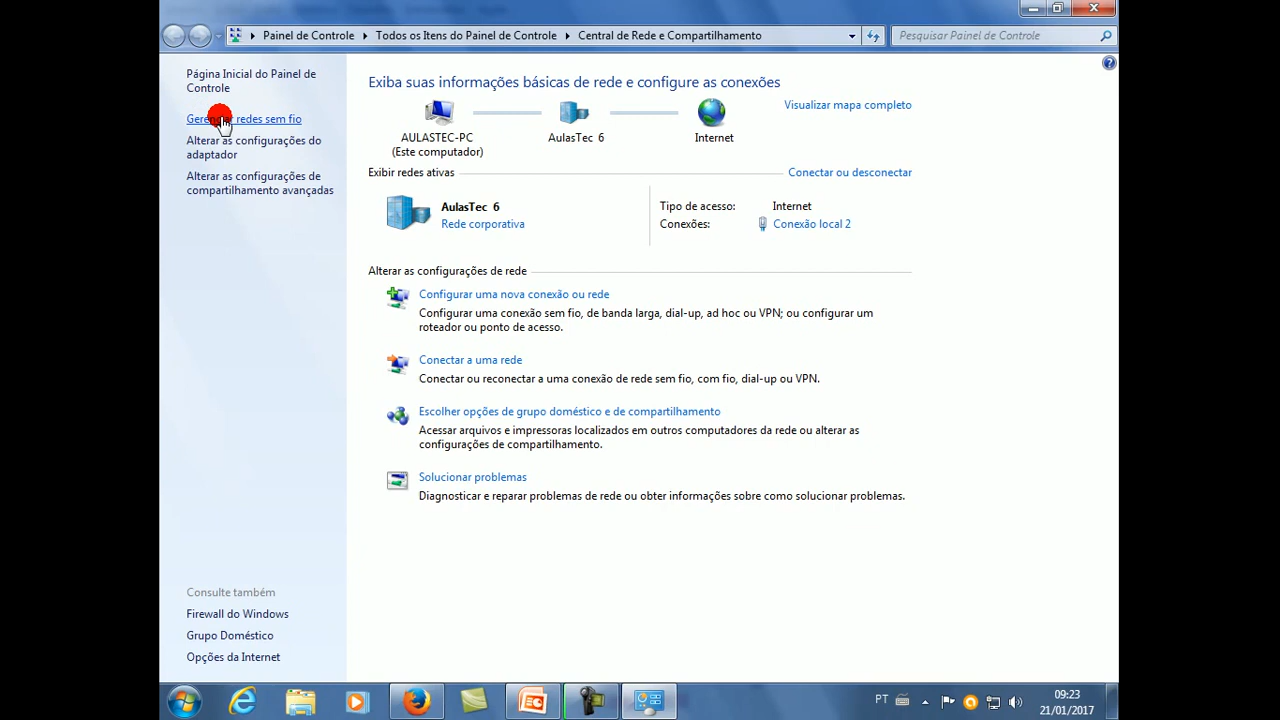 Painel de Controle Todos os Itens do Painel de Controle Central de Rede e Compartilhamento
Pesquisar Painel de Controle
Página Inicial do Painel de
Controle
Gerenciar redes sem fio
Alterar as configurações do
adaptador
Alterar as configurações de
compartilhamento avançadas
Exiba suas informações básicas de rede e configure as conexões
Visualizar mapa completo
AULASTEC-PC
(Este computador)
AulasTec 6
Internet
Exibir redes ativas
Conectar ou desconectar
AulasTec 6
Rede corporativa
Tipo de acesso: Internet
Conexões: Conexão local 2
Alterar as configurações de rede
Configurar uma nova conexão ou rede
Configurar uma conexão sem fio, de banda larga, dial-up, ad hoc ou VPN; ou configurar um
roteador ou ponto de acesso.
Conectar a uma rede
Conectar ou reconectar a uma conexão de rede sem fio, com fio, dial-up ou VPN.
Escolher opções de grupo doméstico e de compartilhamento
Acessar arquivos e impressoras localizados em outros computadores da rede ou alterar as
configurações de compartilhamento.
Solucionar problemas
Diagnosticar e reparar problemas de rede ou obter informações sobre como solucionar problemas.
Consulte também
Firewall do Windows
Grupo Doméstico
Opções da Internet
PT
09:23
21/01/2017